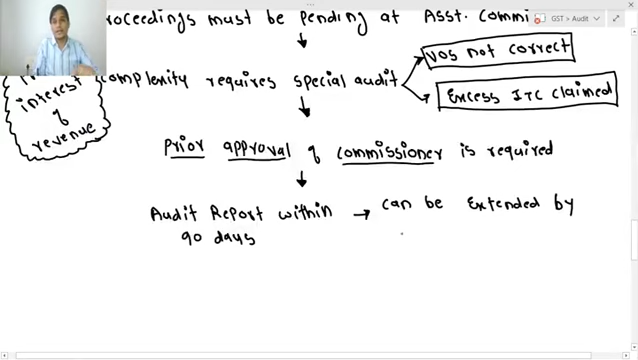 GST > Audit
Proceedings must be pending at Asst. Commi
VOS not correct
complexity requires special audit
interest
of
revenue
Excess ITC claimed
Prior approval of commissioner is required
Audit Report within → can be Extended by
90 days